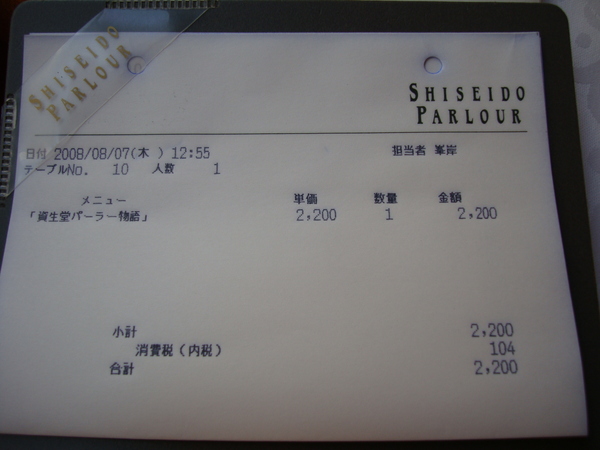 SHISEIDO
PARLOUR
SHISEIDO
PARLOUR
日付 2008/08/07(木 ) 12:55 担当者 峯岸
テーブルNo. 10 人数 1
メニュー 単価 数量 金額
「資生堂パーラー物語」 2,200 1 2,200
小計 2,200
消費税(内税) 104
合計 2,200